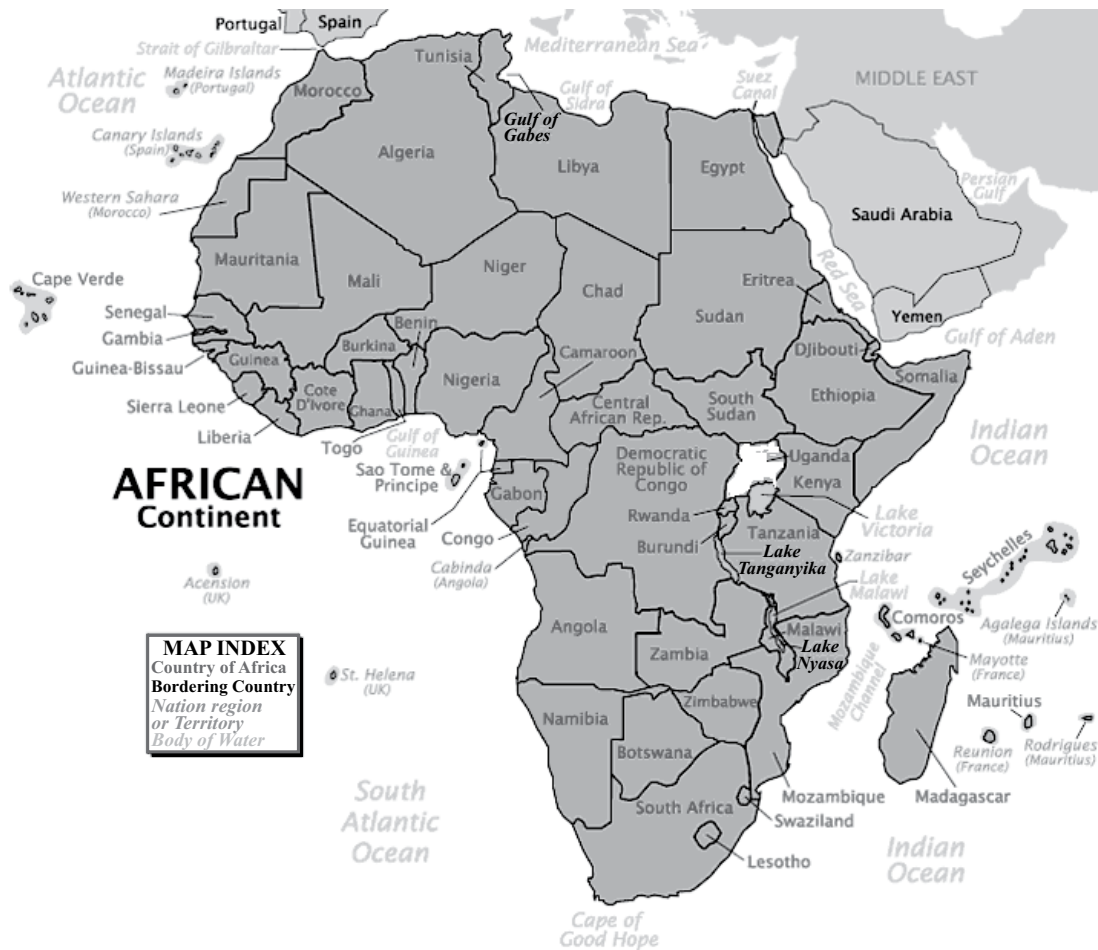 Portugal
Spain
Strait of Gilbraltar
Mediterranean Sea
Atlantic
Ocean
Madeira Islands
(Portugal)
Tunisia
Gulf of
Sidra
Suez
Canal
MIDDLE EAST
Morocco
Gulf of
Gabes
Canary Islands
(Spain)
Algeria
Libya
Egypt
Persian
Gulf
Western Sahara
(Morocco)
Saudi Arabia
Mauritania
Mali
Niger
Chad
Eritrea
Red Sea
Cape Verde
Sudan
Yemen
Senegal
Gambia
Guinea-Bissau
Benin
Burkina
Gulf of Aden
Guinea
Nigeria
Camaroon
DJibouti
Somalia
Cote
D'Ivore
Ghana
Central
African Rep.
South
Sudan
Ethiopia
Sierra Leone
Liberia
Togo
Gulf of
Guinea
Indian
Ocean
Sao Tome &
Principe
Democratic
Republic of
Congo
Uganda
Kenya
AFRICAN
Continent
Gabon
Equatorial
Guinea
Congo
Rwanda
Burundi
Tanzania
Lake
Victoria
Lake
Tanganyika
Zanzibar
Seychelles
Cabinda
(Angola)
Acension
(UK)
Lake
Malawi
Comoros
Agalega Islands
(Mauritius)
Angola
Zambia
Malawi
Lake
Nyasa
Mayotte
(France)
MAP INDEX
Country of Africa
Bordering Country
Nation region
or Territory
Body of Water
St. Helena
(UK)
Mozambique
Channel
Mauritius
Namibia
Zimbabwe
Botswana
Reunion
(France)
Rodrigues
(Mauritius)
South
Atlantic
Ocean
South Africa
Mozambique
Madagascar
Swaziland
Lesotho
Indian
Ocean
Cape of
Good Hope